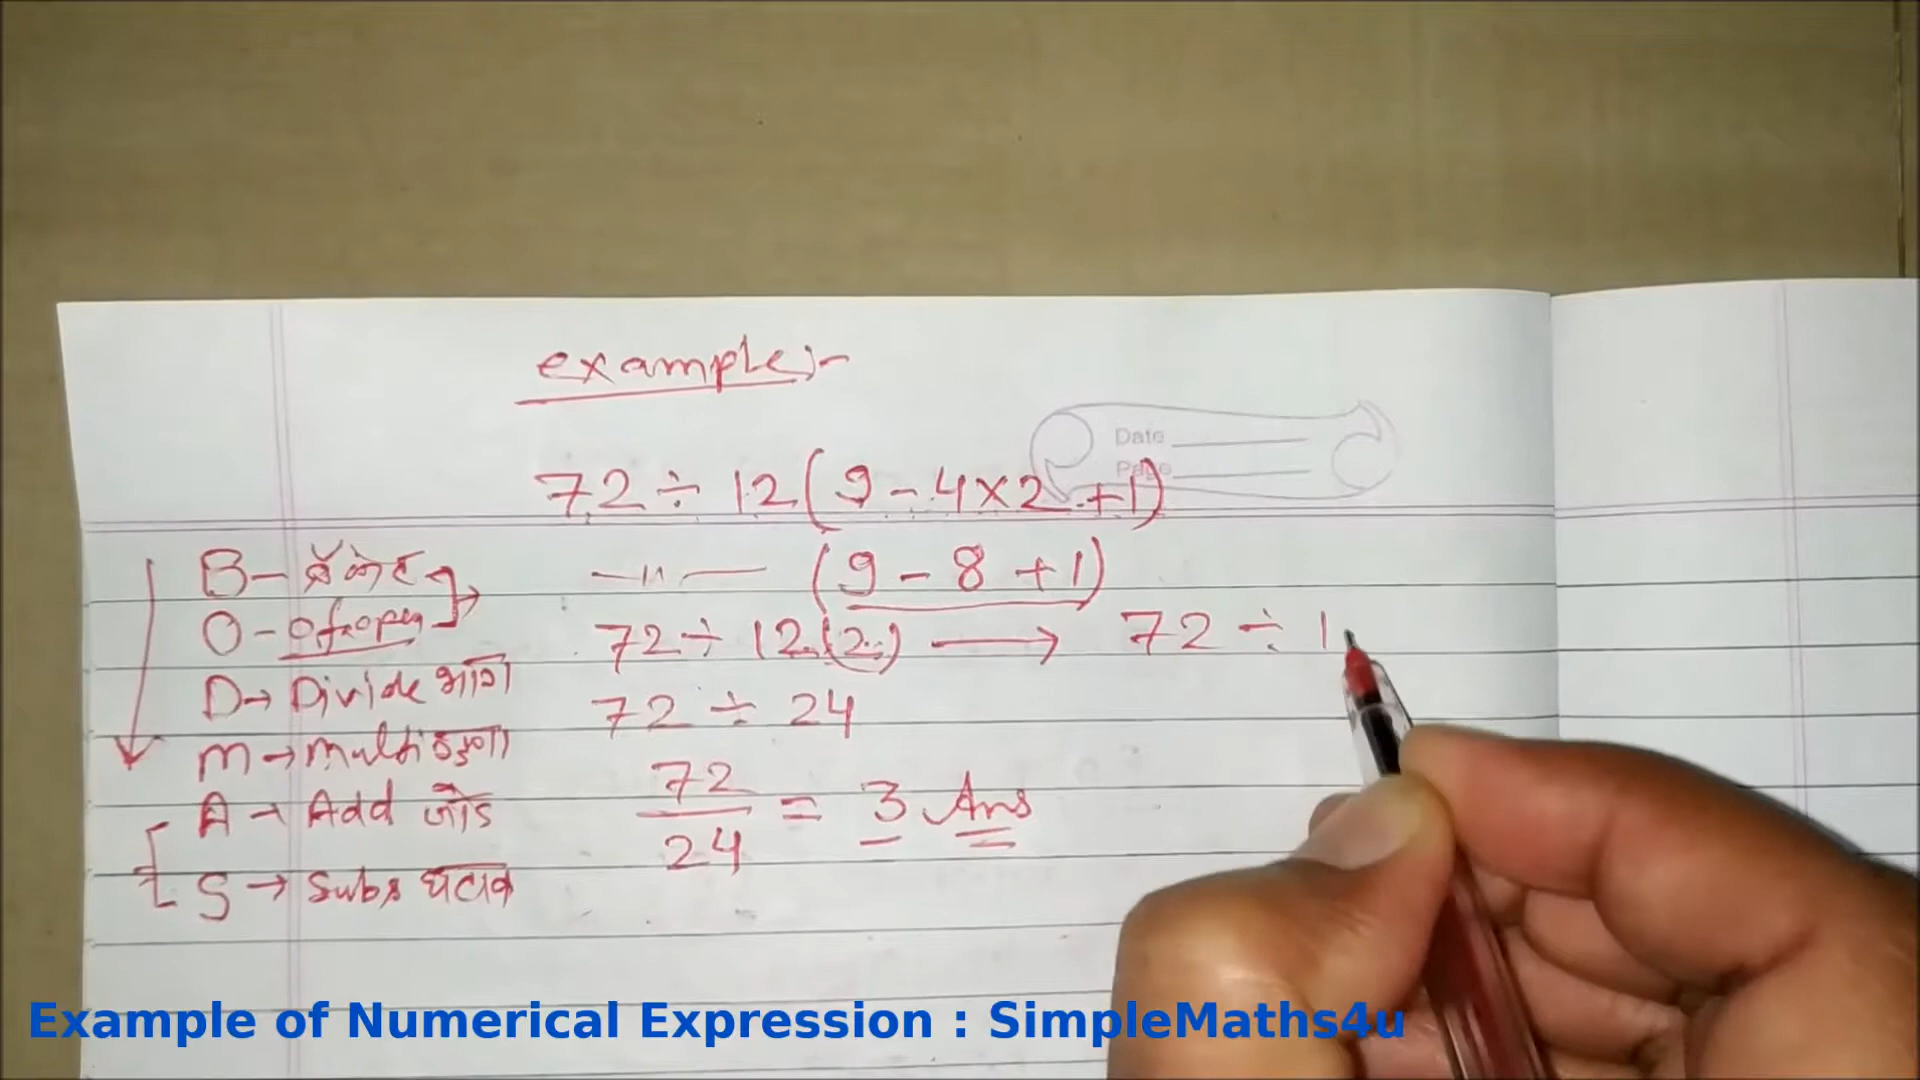 example:-
Date
Page
72 ÷ 12(9-4×2+1)
—"— (9-8+1)
72÷12(2) → 72÷1
72÷24
72/24 = 3 Ans
B-ब्रैकेट
O-
D→Divide भाग
M→Multi गुणा
A→Add जोड
S→Subs घटाव
Example of Numerical Expression : SimpleMaths4u